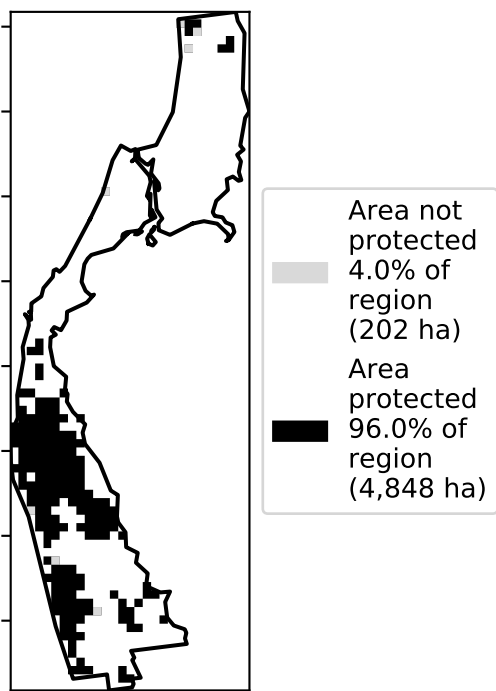 Area not
protected
4.0% of
region
(202 ha)
Area
protected
96.0% of
region
(4,848 ha)